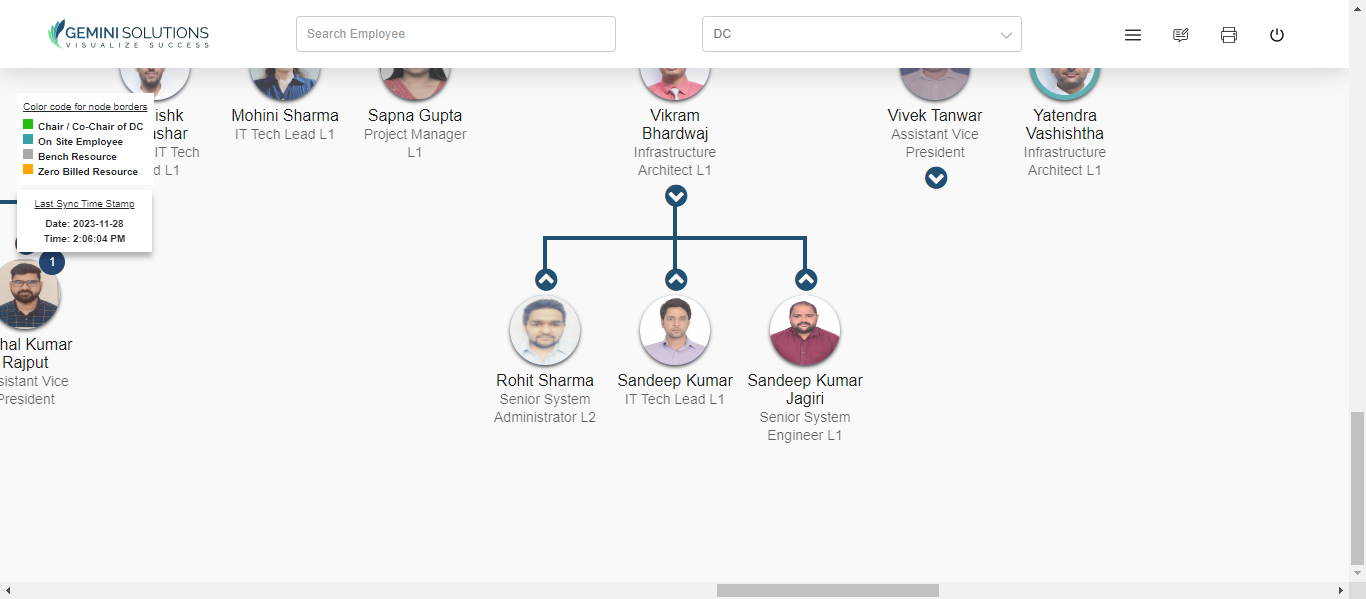 GEMINI SOLUTIONS
VISUALIZE SUCCESS
Search Employee
DC
Color code for node borders
Chair / Co-Chair of DC
On Site Employee
Bench Resource
Zero Billed Resource
Last Sync Time Stamp
Date: 2023-11-28
Time: 2:06:04 PM
ishk
ashar
IT Tech
d L1
Mohini Sharma
IT Tech Lead L1
Sapna Gupta
Project Manager
L1
Vikram
Bhardwaj
Infrastructure
Architect L1
Vivek Tanwar
Assistant Vice
President
Yatendra
Vashishtha
Infrastructure
Architect L1
1
hal Kumar
Rajput
sistant Vice
President
Rohit Sharma
Senior System
Administrator L2
Sandeep Kumar
IT Tech Lead L1
Sandeep Kumar
Jagiri
Senior System
Engineer L1